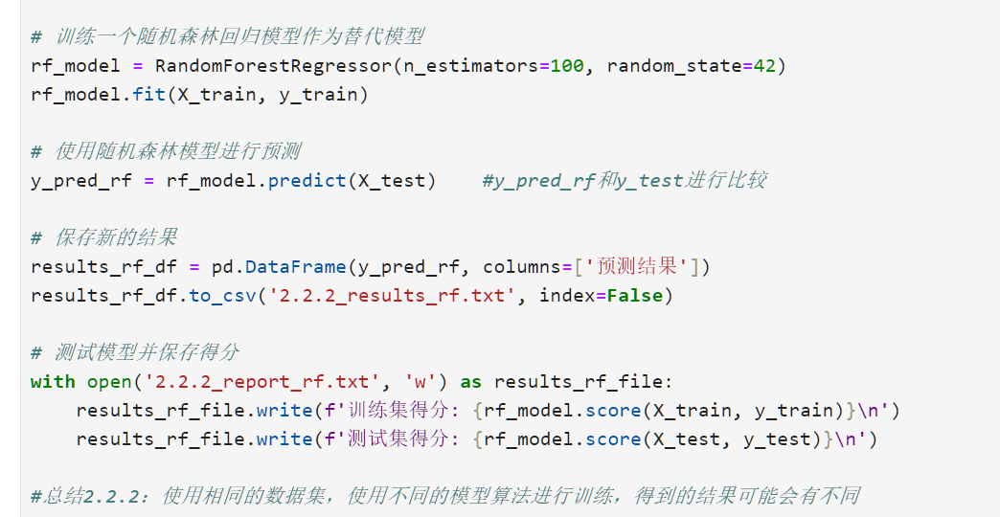 # 训练一个随机森林回归模型作为替代模型
rf_model = RandomForestRegressor(n_estimators=100, random_state=42)
rf_model.fit(X_train, y_train)
# 使用随机森林模型进行预测
y_pred_rf = rf_model.predict(X_test)    #y_pred_rf和y_test进行比较
# 保存新的结果
results_rf_df = pd.DataFrame(y_pred_rf, columns=['预测结果'])
results_rf_df.to_csv('2.2.2_results_rf.txt', index=False)
# 测试模型并保存得分
with open('2.2.2_report_rf.txt', 'w') as results_rf_file:
    results_rf_file.write(f'训练集得分: {rf_model.score(X_train, y_train)}\n')
    results_rf_file.write(f'测试集得分: {rf_model.score(X_test, y_test)}\n')
#总结2.2.2：使用相同的数据集，使用不同的模型算法进行训练，得到的结果可能会有不同